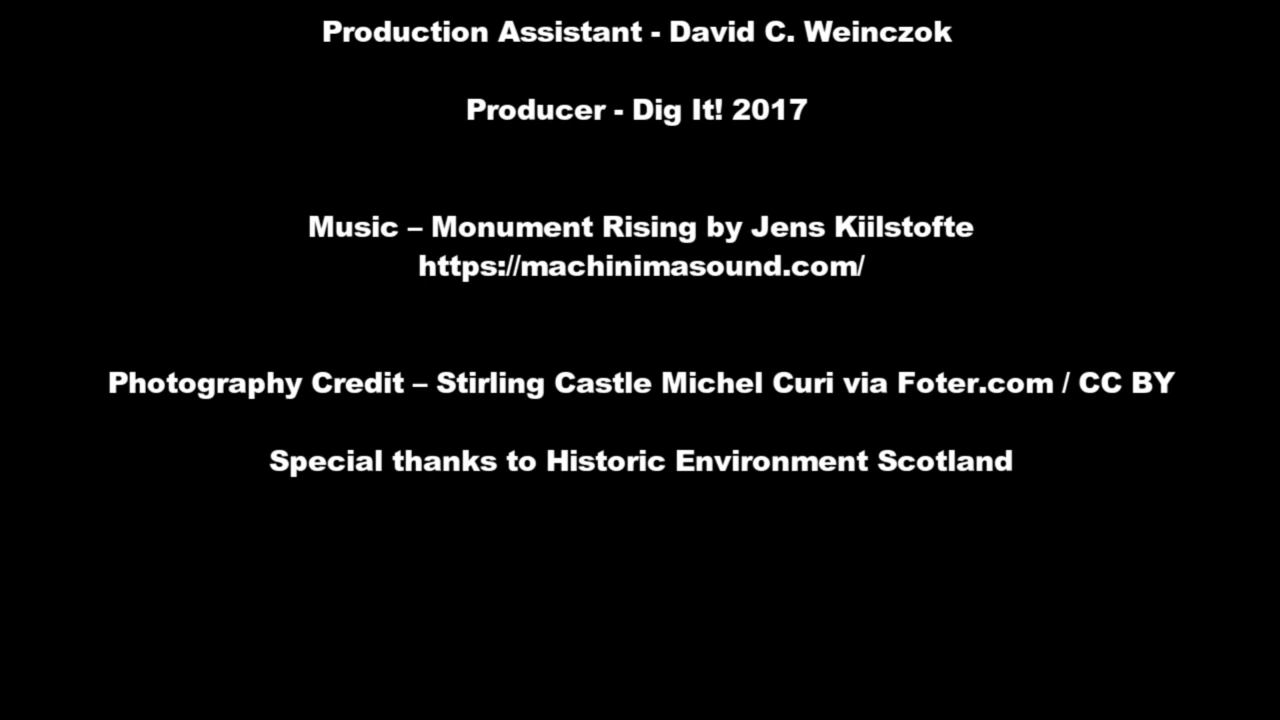 Production Assistant - David C. Weinczok
Producer - Dig It! 2017
Music – Monument Rising by Jens Kiilstofte
https://machinimasound.com/
Photography Credit – Stirling Castle Michel Curi via Foter.com / CC BY
Special thanks to Historic Environment Scotland